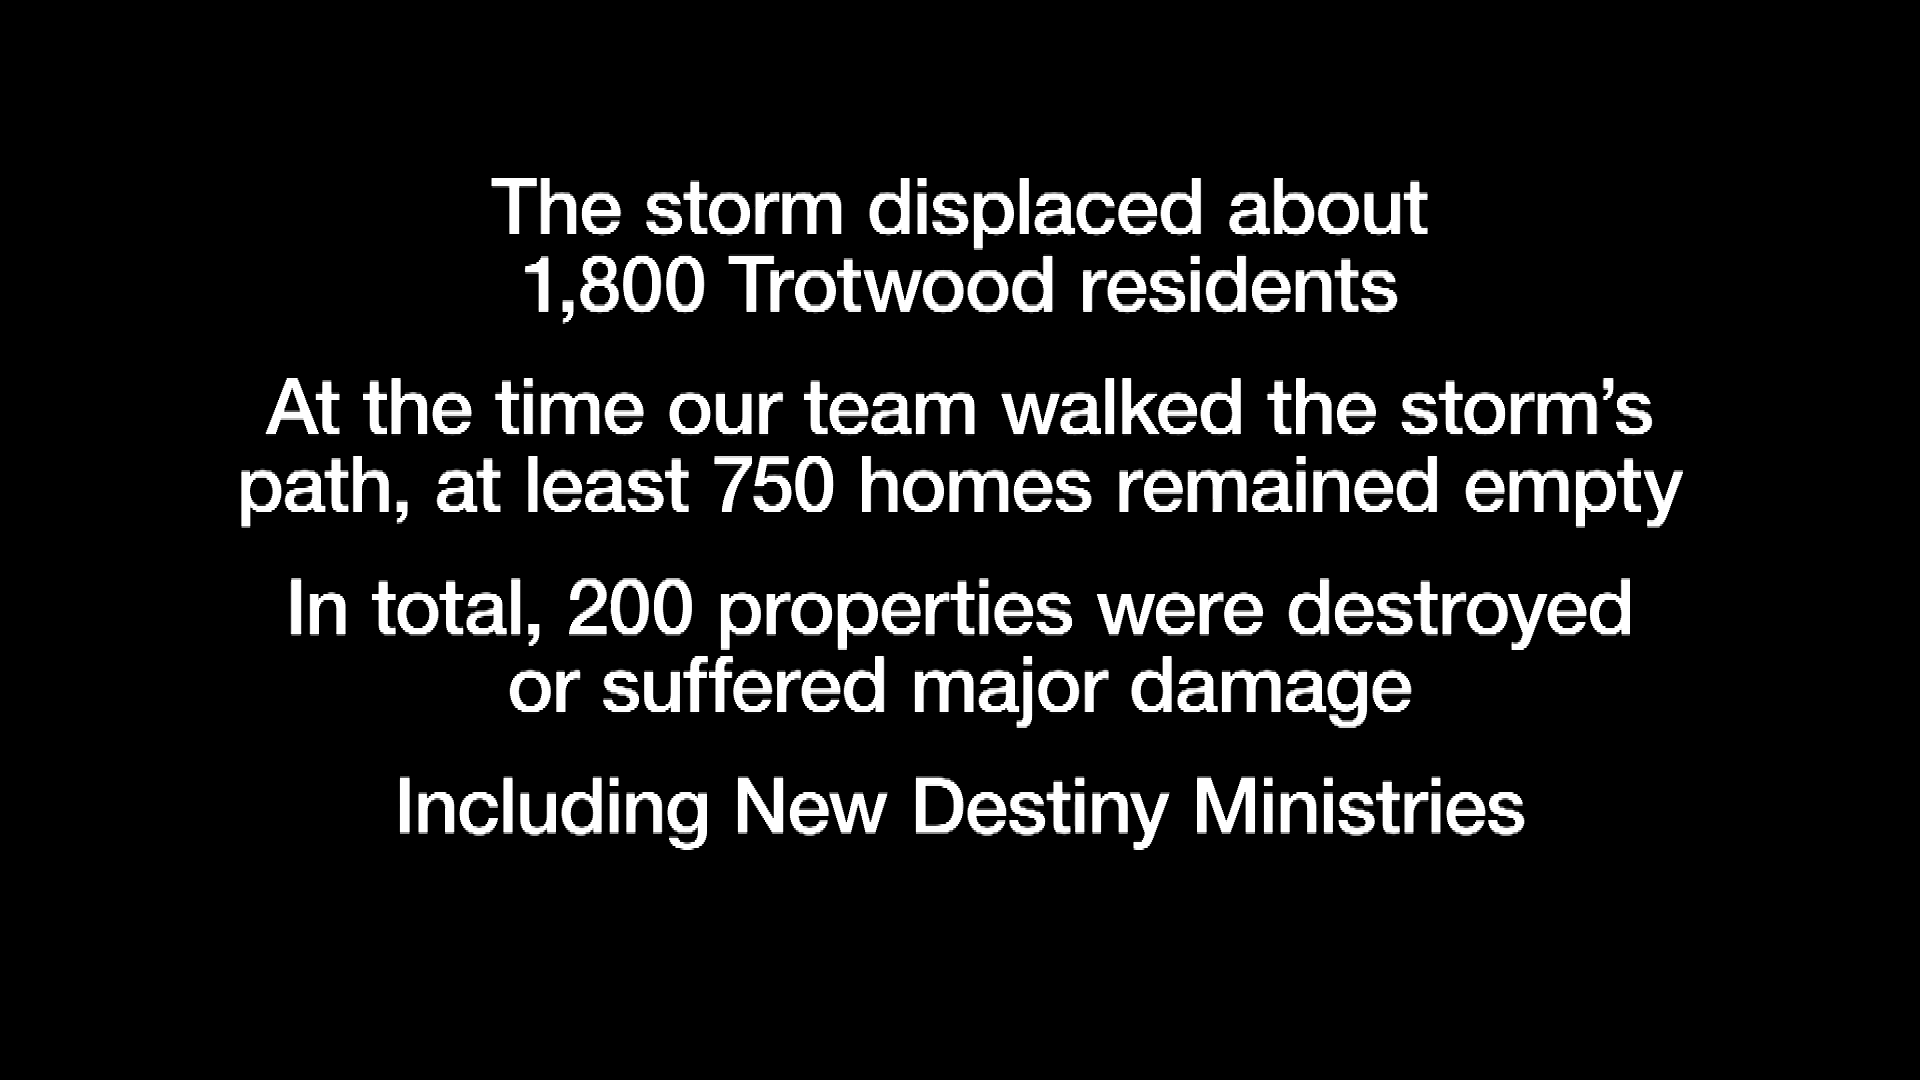 The storm displaced about
1,800 Trotwood residents
At the time our team walked the storm’s
path, at least 750 homes remained empty
In total, 200 properties were destroyed
or suffered major damage
Including New Destiny Ministries